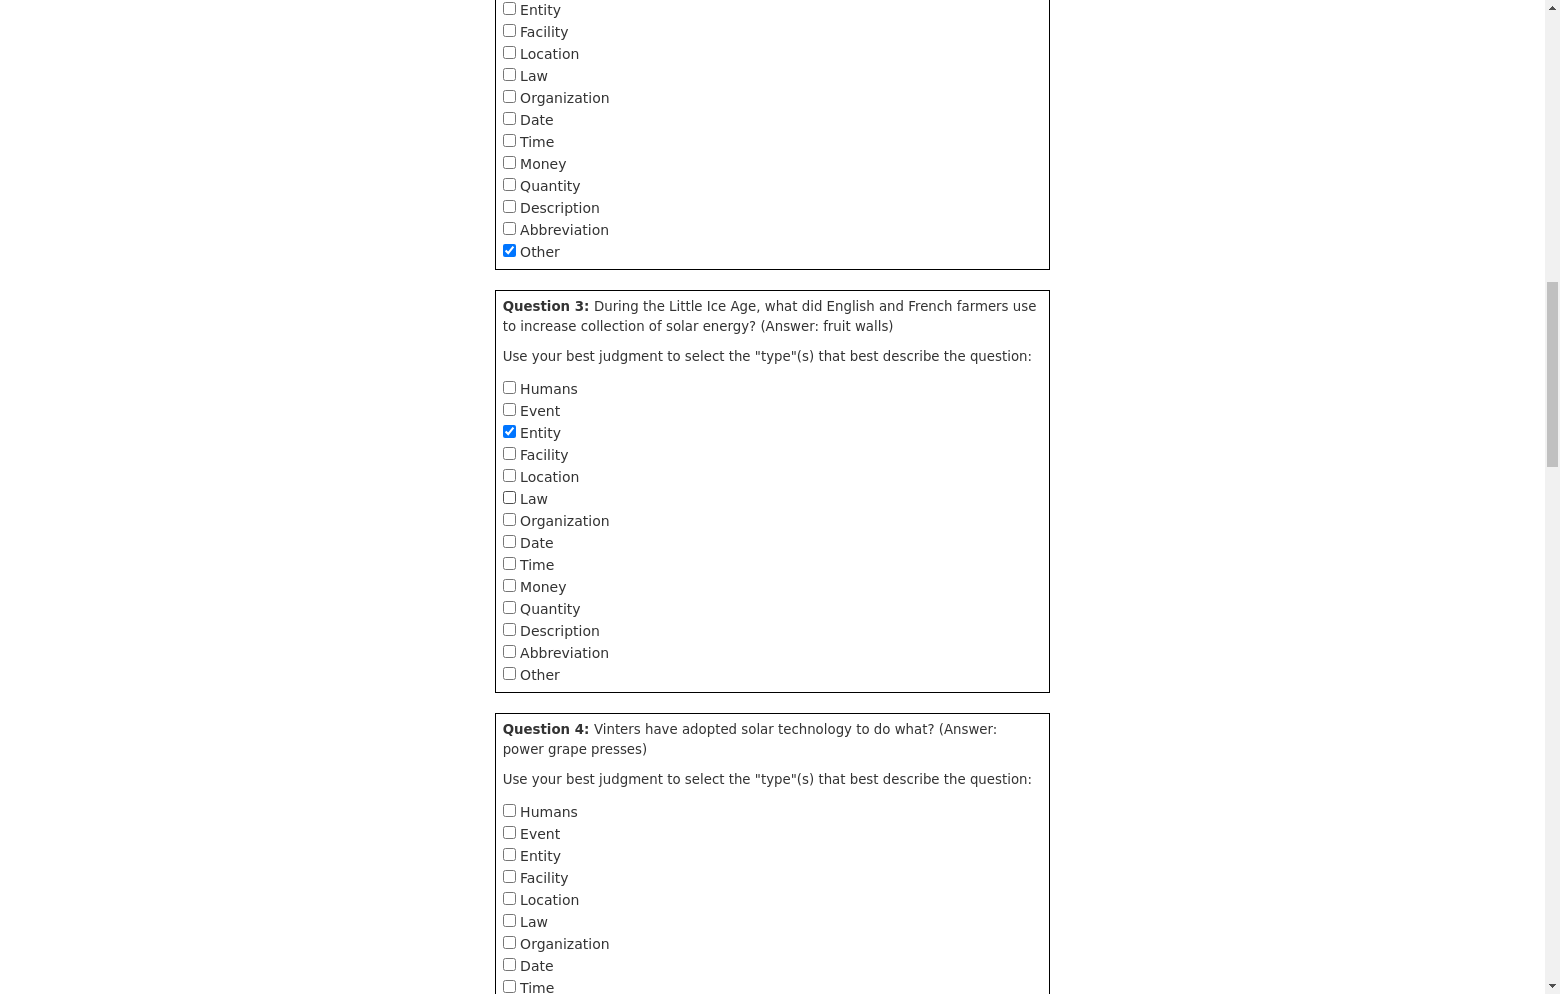 Entity
Facility
Location
Law
Organization
Date
Time
Money
Quantity
Description
Abbreviation
Other
Question 3: During the Little Ice Age, what did English and French farmers use
to increase collection of solar energy? (Answer: fruit walls)
Use your best judgment to select the "type"(s) that best describe the question:
Humans
Event
Entity
Facility
Location
Law
Organization
Date
Time
Money
Quantity
Description
Abbreviation
Other
Question 4: Vinters have adopted solar technology to do what? (Answer:
power grape presses)
Use your best judgment to select the "type"(s) that best describe the question:
Humans
Event
Entity
Facility
Location
Law
Organization
Date
Time